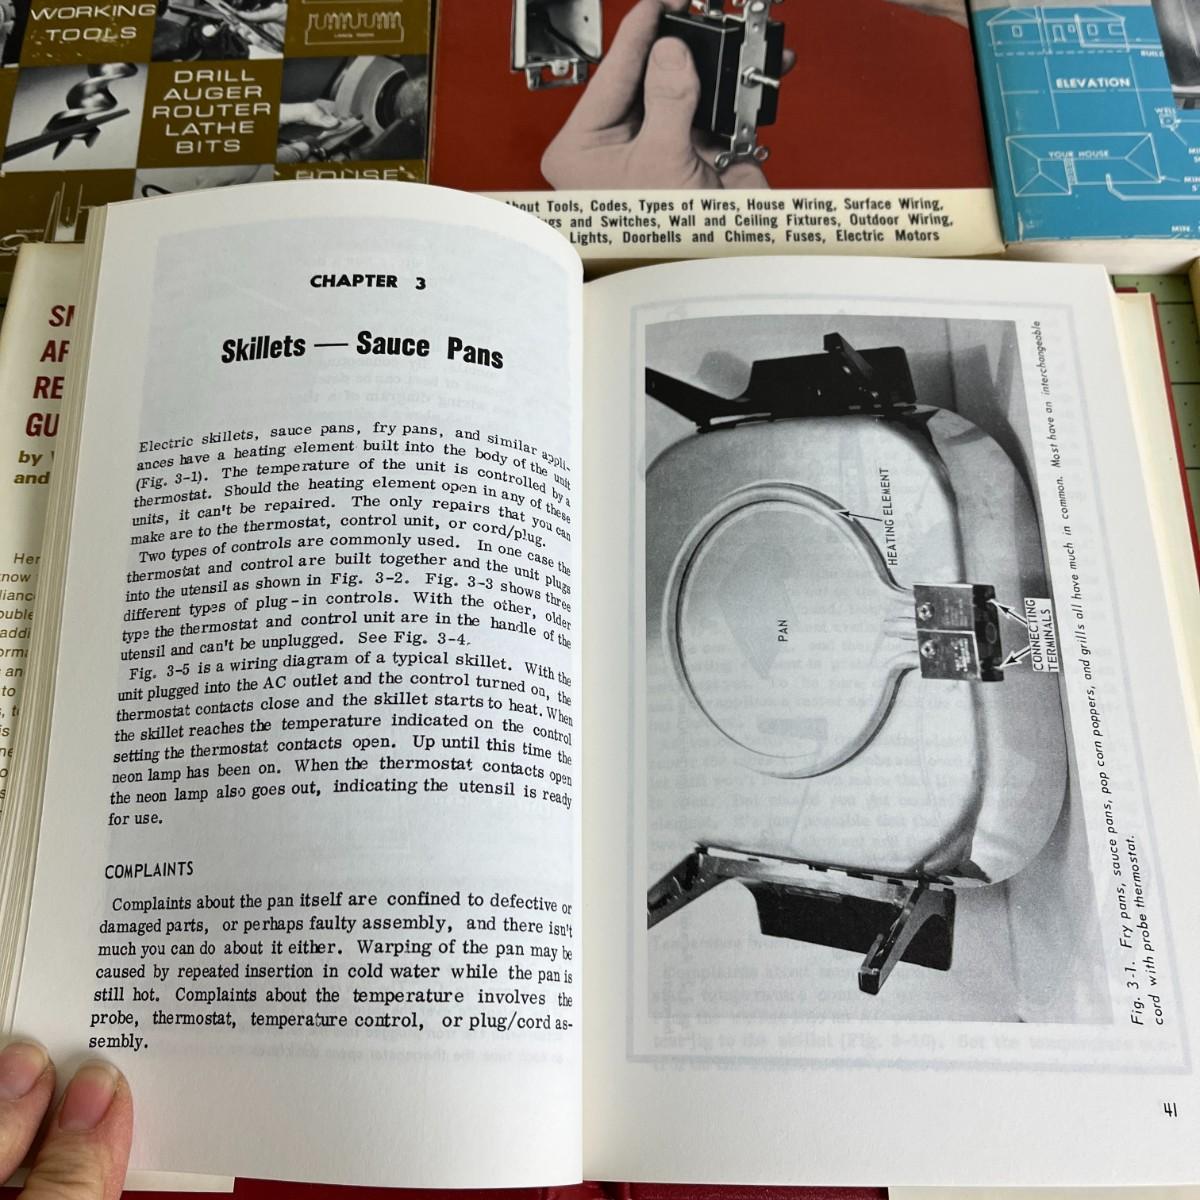 WORKING
TOOLS
DRILL
AUGER
ROUTER
LATHE
BITS
HOUSE
bout Tools, Codes, Types of Wires, House Wiring, Surface Wiring,
and Switches, Wall and Ceiling Fixtures, Outdoor Wiring,
Lights, Doorbells and Chimes, Fuses, Electric Motors
ELEVATION
YOUR HOUSE
CHAPTER 3
Skillets — Sauce Pans
Electric skillets, sauce pans, fry pans, and similar appli-
ances have a heating element built into the body of the unit
(Fig. 3-1). The temperature of the unit is controlled by a
thermostat. Should the heating element open in any of these
units, it can't be repaired. The only repairs that you can
make are to the thermostat, control unit, or cord/plug.
Two types of controls are commonly used. In one case the
thermostat and control are built together and the unit plugs
into the utensil as shown in Fig. 3-2. Fig. 3-3 shows three
different types of plug-in controls. With the other, older
type the thermostat and control unit are in the handle of the
utensil and can't be unplugged. See Fig. 3-4.
Fig. 3-5 is a wiring diagram of a typical skillet. With the
unit plugged into the AC outlet and the control turned on, the
thermostat contacts close and the skillet starts to heat. When
the skillet reaches the temperature indicated on the control
setting the thermostat contacts open. Up until this time the
neon lamp has been on. When the thermostat contacts open
the neon lamp also goes out, indicating the utensil is ready
for use.
COMPLAINTS
Complaints about the pan itself are confined to defective or
damaged parts, or perhaps faulty assembly, and there isn't
much you can do about it either. Warping of the pan may be
caused by repeated insertion in cold water while the pan is
still hot. Complaints about the temperature involves the
probe, thermostat, temperature control, or plug/cord as-
sembly.
HEATING ELEMENT
PAN
CONNECTING
TERMINALS
Fig. 3-1. Fry pans, sauce pans, pop corn poppers, and grills all have much in common. Most have an interchangeable
cord with probe thermostat.
41
RE
GU
by
and